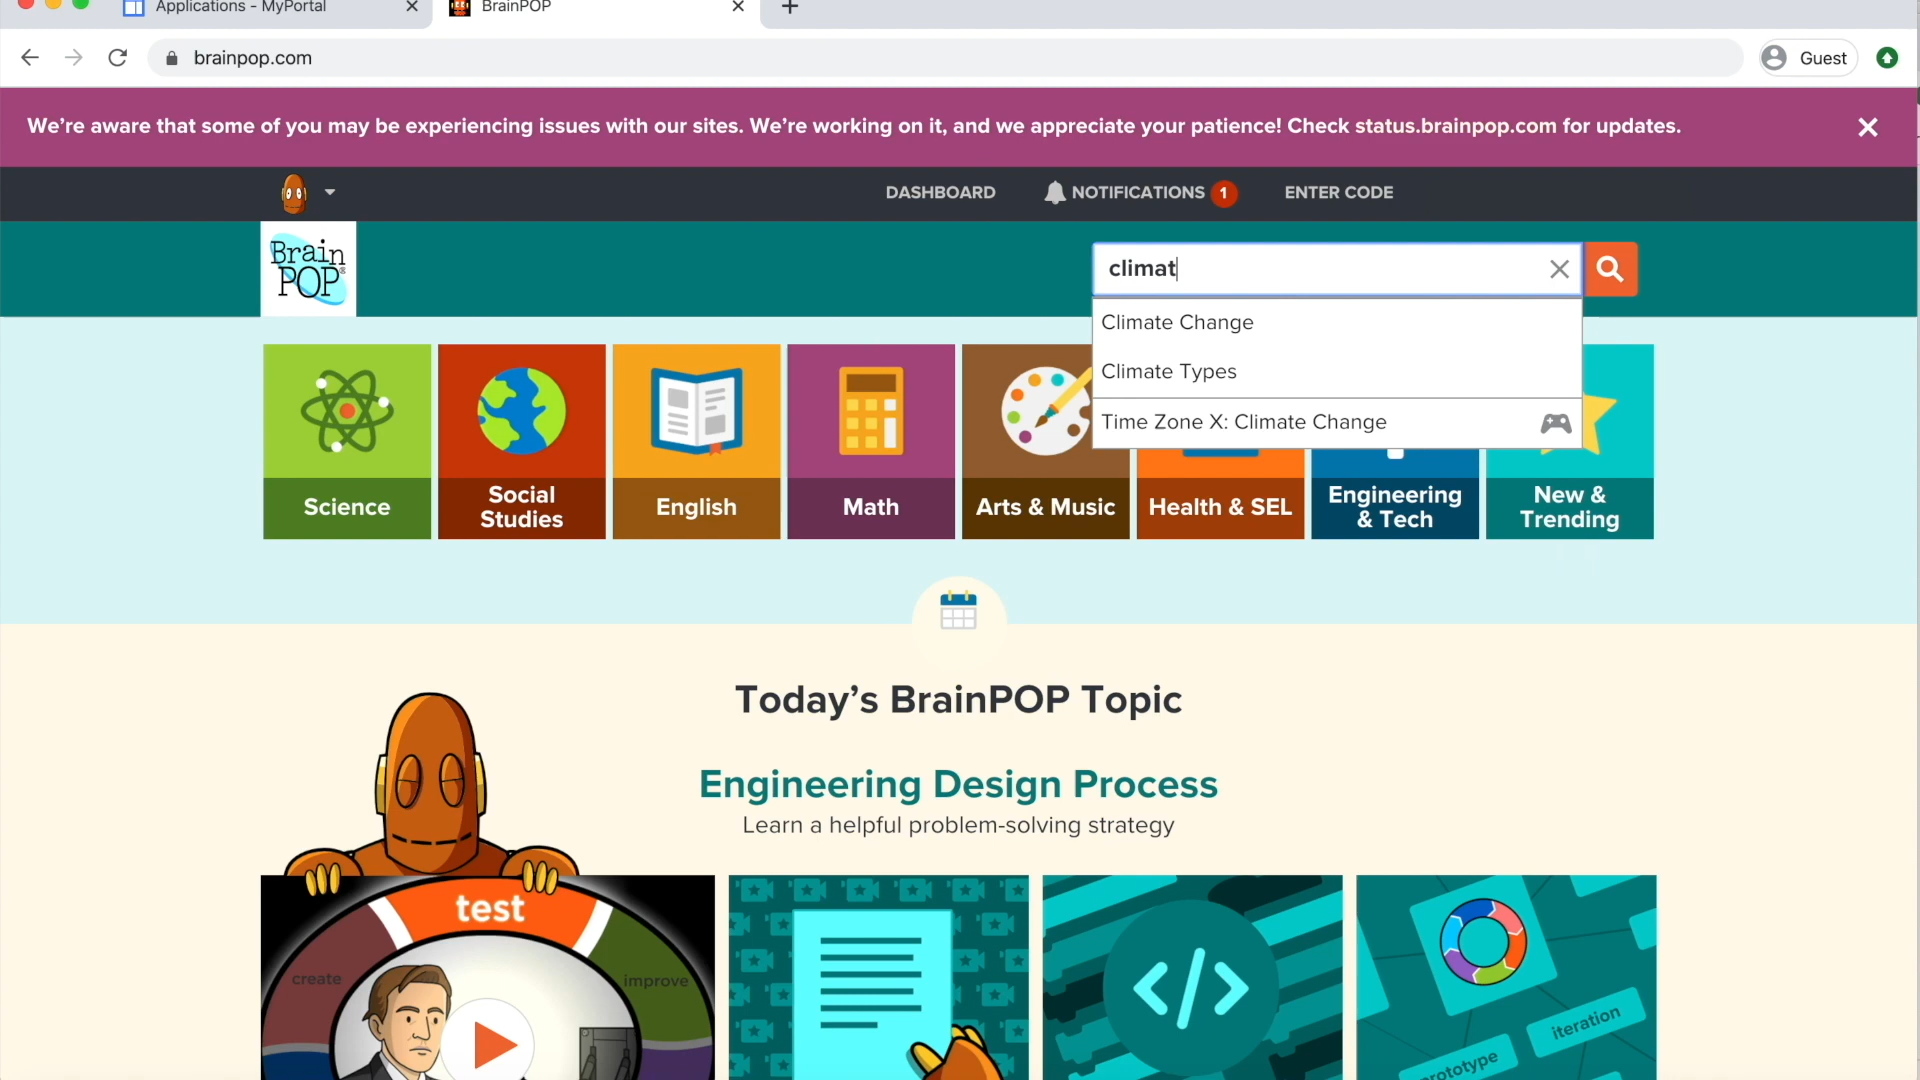 Applications - MyPortal
BrainPOP
brainpop.com
Guest
We’re aware that some of you may be experiencing issues with our sites. We’re working on it, and we appreciate your patience! Check status.brainpop.com for updates.
DASHBOARD
NOTIFICATIONS 1
ENTER CODE
Brain
POP®
climat
Climate Change
Climate Types
Time Zone X: Climate Change
Science
Social
Studies
English
Math
Arts & Music
Health & SEL
Engineering
& Tech
New &
Trending
Today’s BrainPOP Topic
Engineering Design Process
Learn a helpful problem-solving strategy
test
create
improve
</>
iteration
prototype